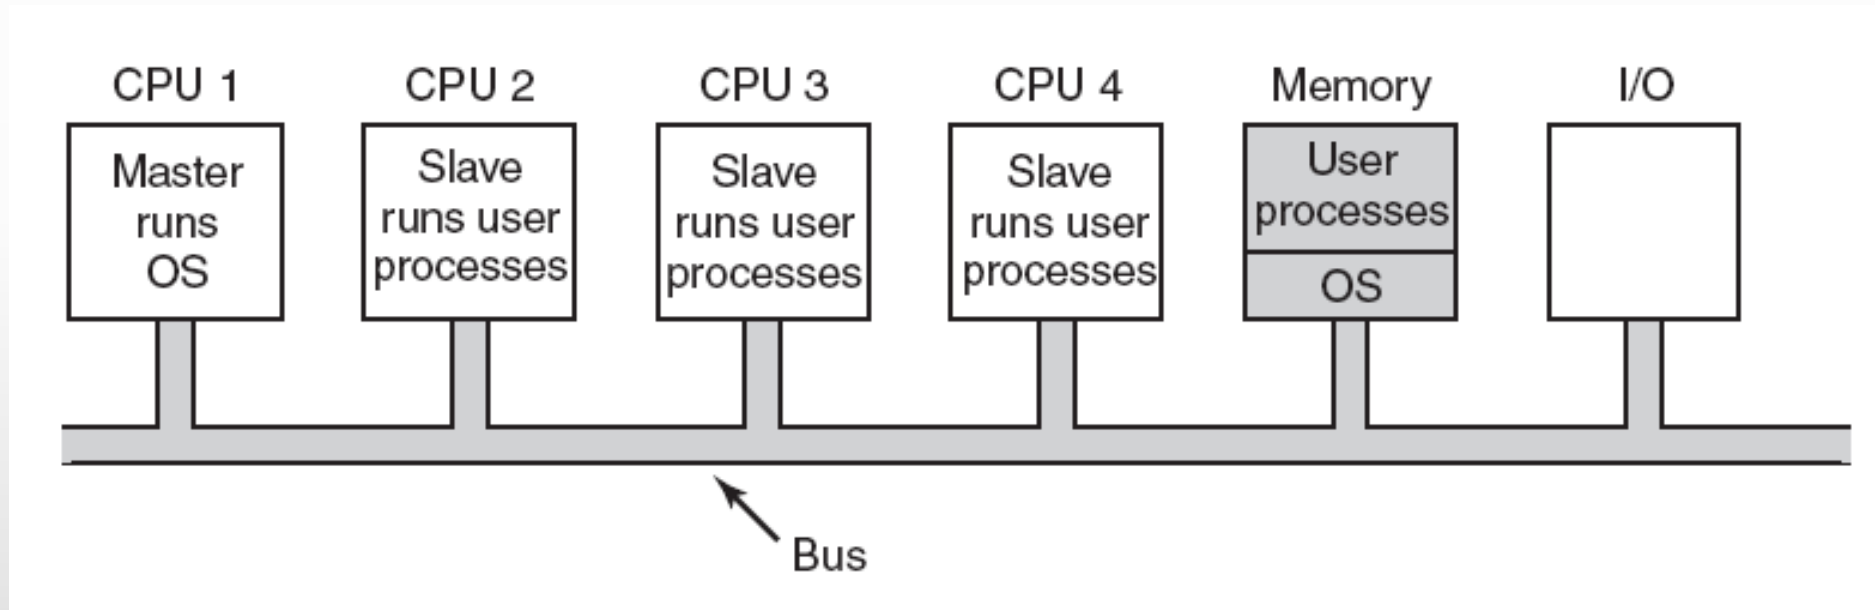 CPU 1
CPU 2
CPU 3
CPU 4
Memory
I/O
Master
runs
OS
Slave
runs user
processes
Slave
runs user
processes
Slave
runs user
processes
User
processes
OS
Bus